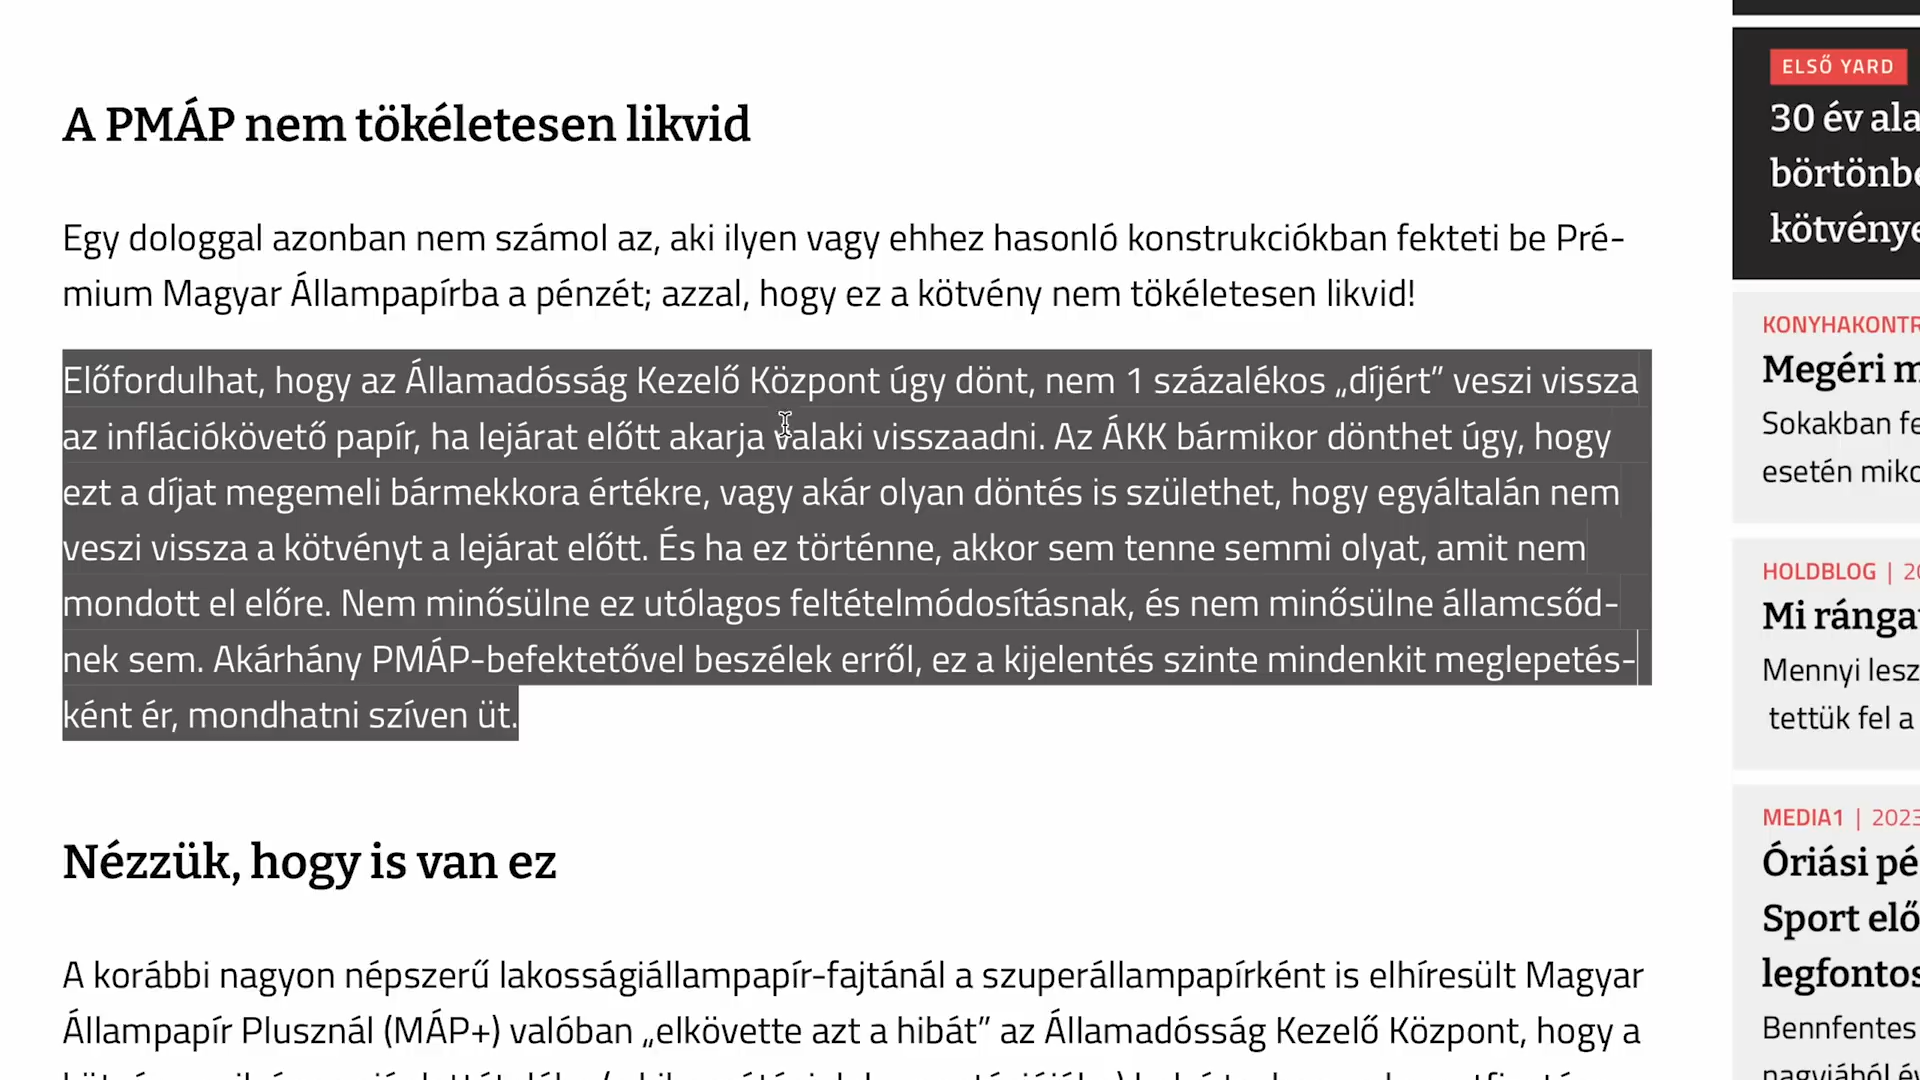 A PMÁP nem tökéletesen likvid
Egy dologgal azonban nem számol az, aki ilyen vagy ehhez hasonló konstrukciókban fekteti be Pré-
mium Magyar Állampapírba a pénzét; azzal, hogy ez a kötvény nem tökéletesen likvid!
Előfordulhat, hogy az Államadósság Kezelő Központ úgy dönt, nem 1 százalékos „díjért” veszi vissza
az inflációkövető papír, ha lejárat előtt akarja valaki visszaadni. Az ÁKK bármikor dönthet úgy, hogy
ezt a díjat megemeli bármekkora értékre, vagy akár olyan döntés is születhet, hogy egyáltalán nem
veszi vissza a kötvényt a lejárat előtt. És ha ez történne, akkor sem tenne semmi olyat, amit nem
mondott el előre. Nem minősülne ez utólagos feltételmódosításnak, és nem minősülne államcsőd-
nek sem. Akárhány PMÁP-befektetővel beszélek erről, ez a kijelentés szinte mindenkit meglepetés-
ként ér, mondhatni szíven üt.
Nézzük, hogy is van ez
A korábbi nagyon népszerű lakosságiállampapír-fajtánál a szuperállampapírként is elhíresült Magyar
Állampapír Plusznál (MÁP+) valóban „elkövette azt a hibát” az Államadósság Kezelő Központ, hogy a
ELSŐ YARD
30 év ala
börtönbe
kötvénye
KONYHAKONTR
Megéri m
Sokakban fe
esetén miko
HOLDBLOG | 20
Mi ránga
Mennyi lesz
tettük fel a
MEDIA1 | 2023
Óriási pé
Sport elő
legfontos
Bennfentes
nagyjából év